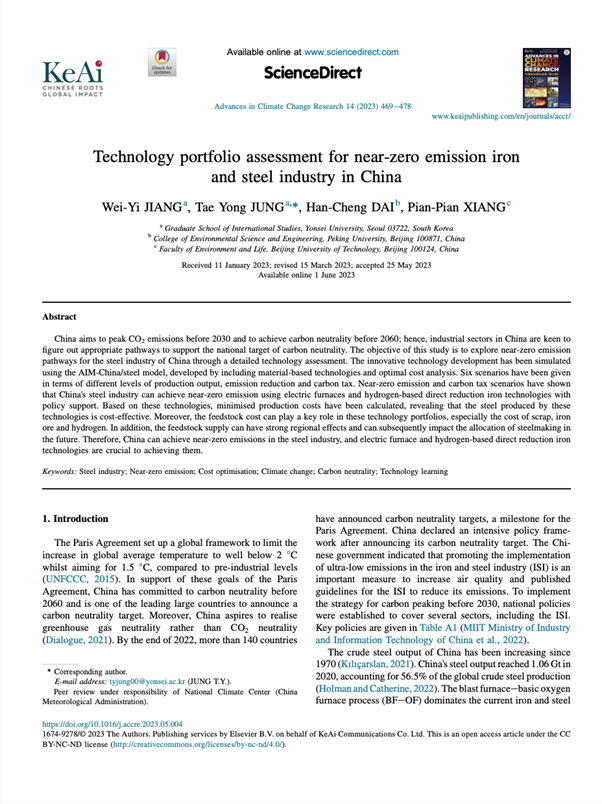 KeAi
CHINESE ROOTS
GLOBAL IMPACT
Check for
updates
Available online at www.sciencedirect.com
ScienceDirect
Advances in Climate Change Research 14 (2023) 469–478
ADVANCES IN
CLIMATE
CHANGE
RESEARCH
www.keaipublishing.com/en/journals/accr/
Technology portfolio assessment for near-zero emission iron
and steel industry in China
Wei-Yi JIANGᵃ, Tae Yong JUNGᵃ,*, Han-Cheng DAIᵇ, Pian-Pian XIANGᶜ
ᵃ Graduate School of International Studies, Yonsei University, Seoul 03722, South Korea
ᵇ College of Environmental Science and Engineering, Peking University, Beijing 100871, China
ᶜ Faculty of Environment and Life, Beijing University of Technology, Beijing 100124, China
Received 11 January 2023; revised 15 March 2023; accepted 25 May 2023
Available online 1 June 2023
Abstract
China aims to peak CO₂ emissions before 2030 and to achieve carbon neutrality before 2060; hence, industrial sectors in China are keen to
figure out appropriate pathways to support the national target of carbon neutrality. The objective of this study is to explore near-zero emission
pathways for the steel industry of China through a detailed technology assessment. The innovative technology development has been simulated
using the AIM-China/steel model, developed by including material-based technologies and optimal cost analysis. Six scenarios have been given
in terms of different levels of production output, emission reduction and carbon tax. Near-zero emission and carbon tax scenarios have shown
that China's steel industry can achieve near-zero emission using electric furnaces and hydrogen-based direct reduction iron technologies with
policy support. Based on these technologies, minimised production costs have been calculated, revealing that the steel produced by these
technologies is cost-effective. Moreover, the feedstock cost can play a key role in these technology portfolios, especially the cost of scrap, iron
ore and hydrogen. In addition, the feedstock supply can have strong regional effects and can subsequently impact the allocation of steelmaking in
the future. Therefore, China can achieve near-zero emissions in the steel industry, and electric furnace and hydrogen-based direct reduction iron
technologies are crucial to achieving them.
Keywords: Steel industry; Near-zero emission; Cost optimisation; Climate change; Carbon neutrality; Technology learning
1. Introduction
The Paris Agreement set up a global framework to limit the
increase in global average temperature to well below 2 °C
whilst aiming for 1.5 °C, compared to pre-industrial levels
(UNFCCC, 2015). In support of these goals of the Paris
Agreement, China has committed to carbon neutrality before
2060 and is one of the leading large countries to announce a
carbon neutrality target. Moreover, China aspires to realise
greenhouse gas neutrality rather than CO₂ neutrality
(Dialogue, 2021). By the end of 2022, more than 140 countries
* Corresponding author.
E-mail address: tyjung00@yonsei.ac.kr (JUNG T.Y.).
Peer review under responsibility of National Climate Center (China
Meteorological Administration).
have announced carbon neutrality targets, a milestone for the
Paris Agreement. China declared an intensive policy frame-
work after announcing its carbon neutrality target. The Chi-
nese government indicated that promoting the implementation
of ultra-low emissions in the iron and steel industry (ISI) is an
important measure to increase air quality and published
guidelines for the ISI to reduce its emissions. To implement
the strategy for carbon peaking before 2030, national policies
were established to cover several sectors, including the ISI.
Key policies are given in Table A1 (MIIT Ministry of Industry
and Information Technology of China et al., 2022).
The crude steel output of China has been increasing since
1970 (Kılıçarslan, 2021). China's steel output reached 1.06 Gt in
2020, accounting for 56.5% of the global crude steel production
(Holman and Catherine, 2022). The blast furnace–basic oxygen
furnace process (BF–OF) dominates the current iron and steel
https://doi.org/10.1016/j.accre.2023.05.004
1674-9278/© 2023 The Authors. Publishing services by Elsevier B.V. on behalf of KeAi Communications Co. Ltd. This is an open access article under the CC
BY-NC-ND license (http://creativecommons.org/licenses/by-nc-nd/4.0/).